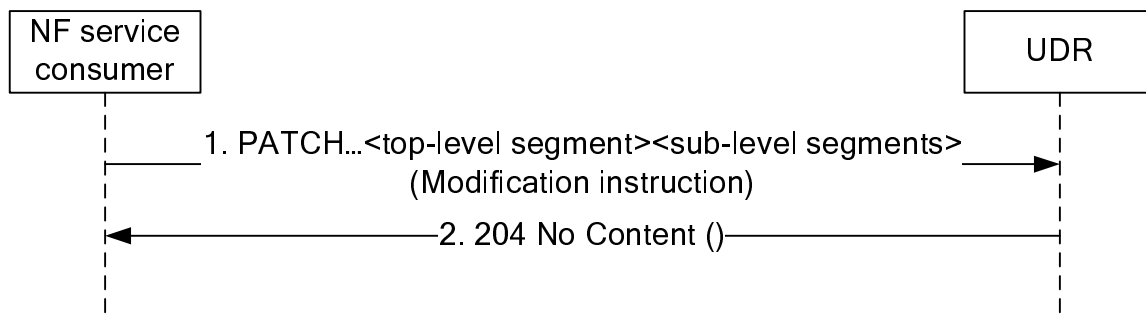 NF service
consumer
UDR
1. PATCH...<top-level segment><sub-level segments>
(Modification instruction)
2. 204 No Content ()